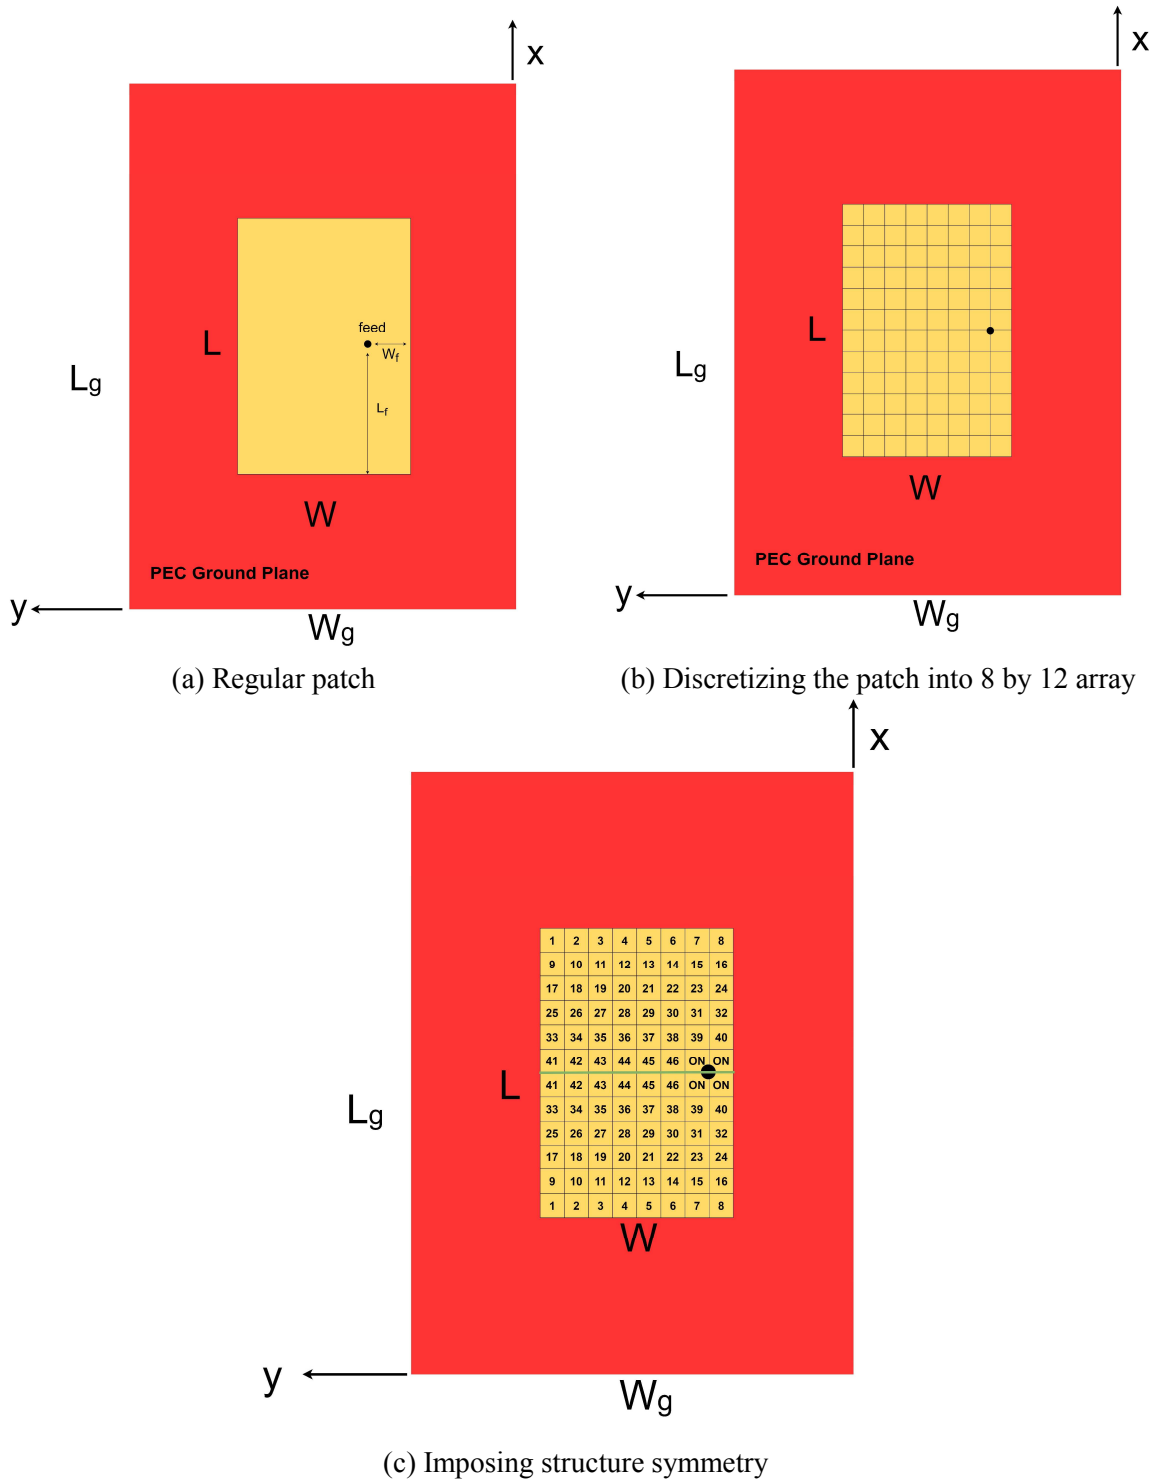 x
L
Lg
feed
Wf
Lf
W
PEC Ground Plane
y
Wg
(a) Regular patch
x
L
Lg
W
PEC Ground Plane
y
Wg
(b) Discretizing the patch into 8 by 12 array
x
1 2 3 4 5 6 7 8
9 10 11 12 13 14 15 16
17 18 19 20 21 22 23 24
25 26 27 28 29 30 31 32
33 34 35 36 37 38 39 40
41 42 43 44 45 46 ON ON
L
41 42 43 44 45 46 ON ON
Lg
33 34 35 36 37 38 39 40
25 26 27 28 29 30 31 32
17 18 19 20 21 22 23 24
9 10 11 12 13 14 15 16
1 2 3 4 5 6 7 8
W
y
Wg
(c) Imposing structure symmetry